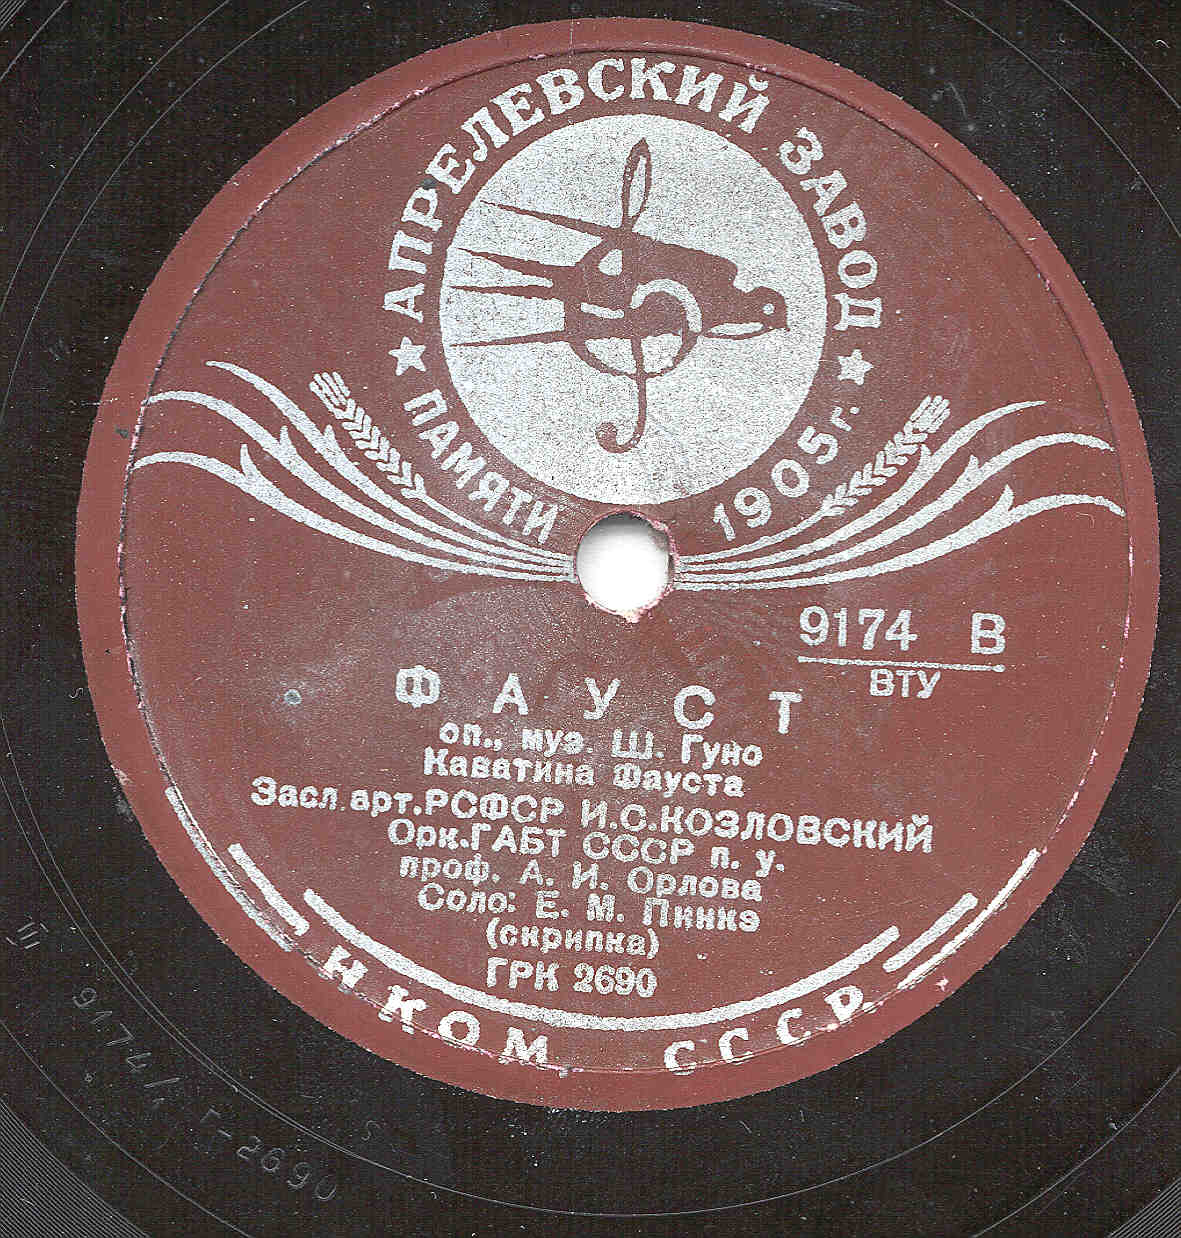 АПРЕЛЕВСКИЙ ЗАВОД
★ ПАМЯТИ 1905 г. ★
9174 В
ВТУ
ФАУСТ
оп., муз. Ш. Гуно
Каватина Фауста
Засл. арт. РСФСР И.С.КОЗЛОВСКИЙ
Орк. ГАБТ СССР п. у.
проф. А. И. Орлова
Соло: Е. М. Пинкэ
(скрипка)
ГРК 2690
НКОМ СССР
Ш
9174/ Г-2690